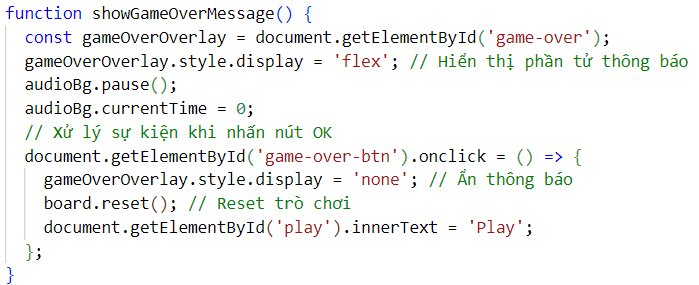 function showGameOverMessage() {
  const gameOverOverlay = document.getElementById('game-over');
  gameOverOverlay.style.display = 'flex'; // Hiển thị phần tử thông báo
  audioBg.pause();
  audioBg.currentTime = 0;
  // Xử lý sự kiện khi nhấn nút OK
  document.getElementById('game-over-btn').onclick = () => {
    gameOverOverlay.style.display = 'none'; // Ẩn thông báo
    board.reset(); // Reset trò chơi
    document.getElementById('play').innerText = 'Play';
  };
}